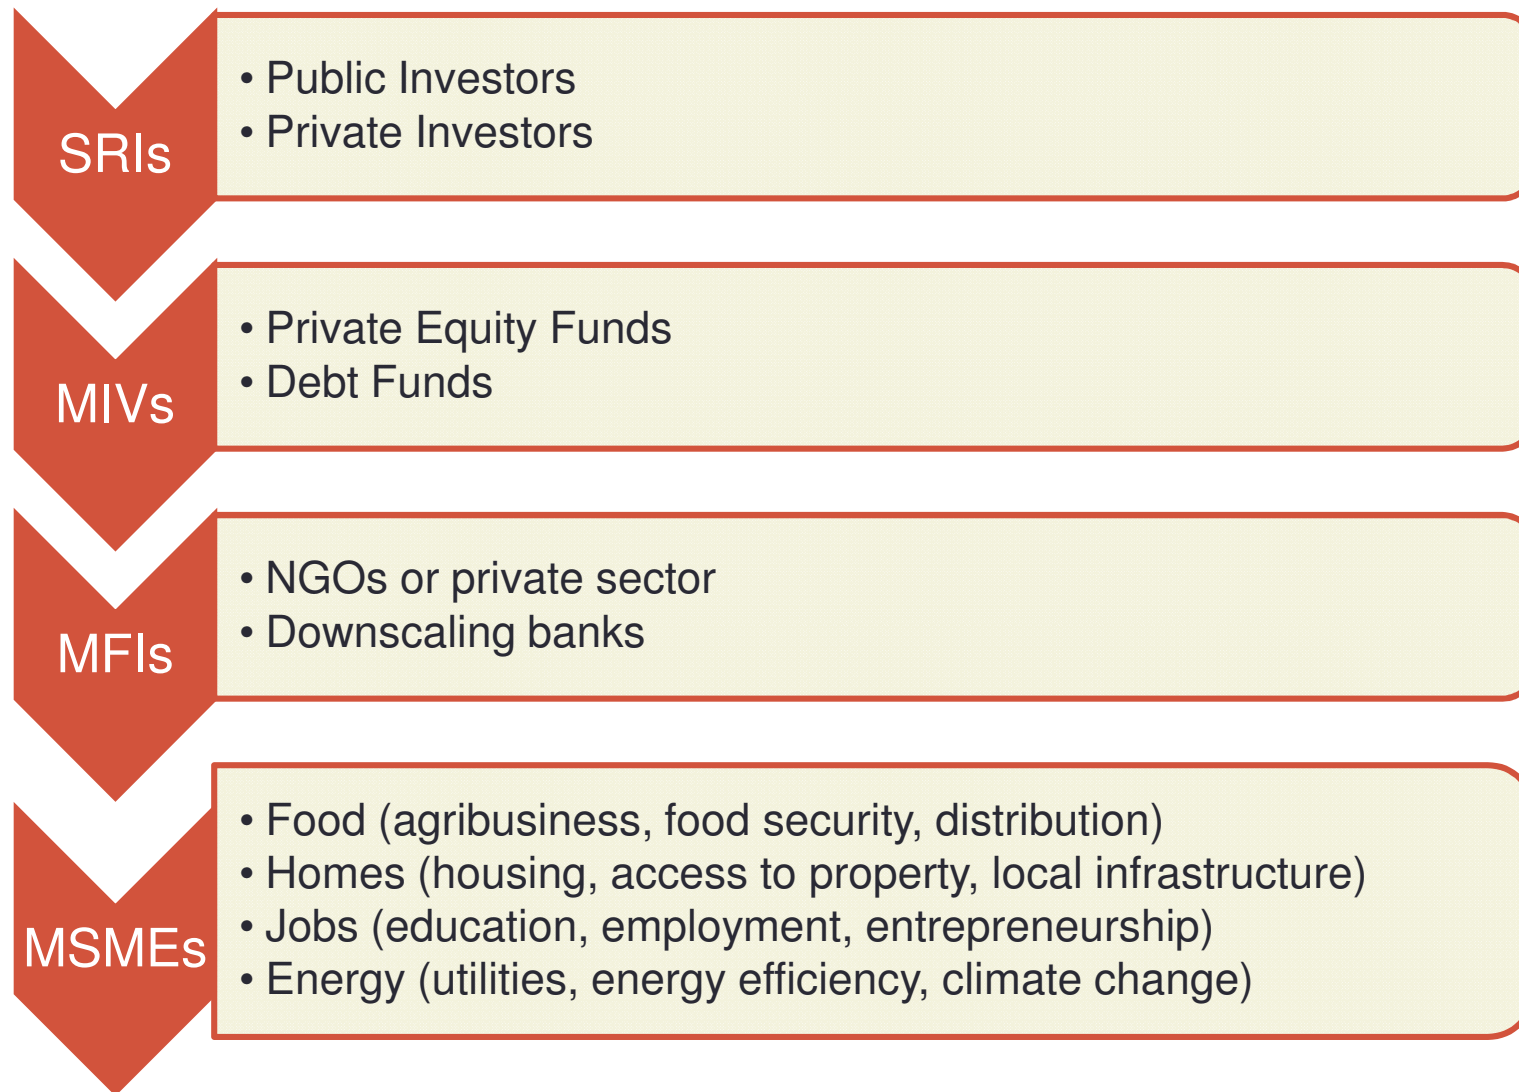 SRIs
• Public Investors
• Private Investors
MIVs
• Private Equity Funds
• Debt Funds
MFIs
• NGOs or private sector
• Downscaling banks
MSMEs
• Food (agribusiness, food security, distribution)
• Homes (housing, access to property, local infrastructure)
• Jobs (education, employment, entrepreneurship)
• Energy (utilities, energy efficiency, climate change)